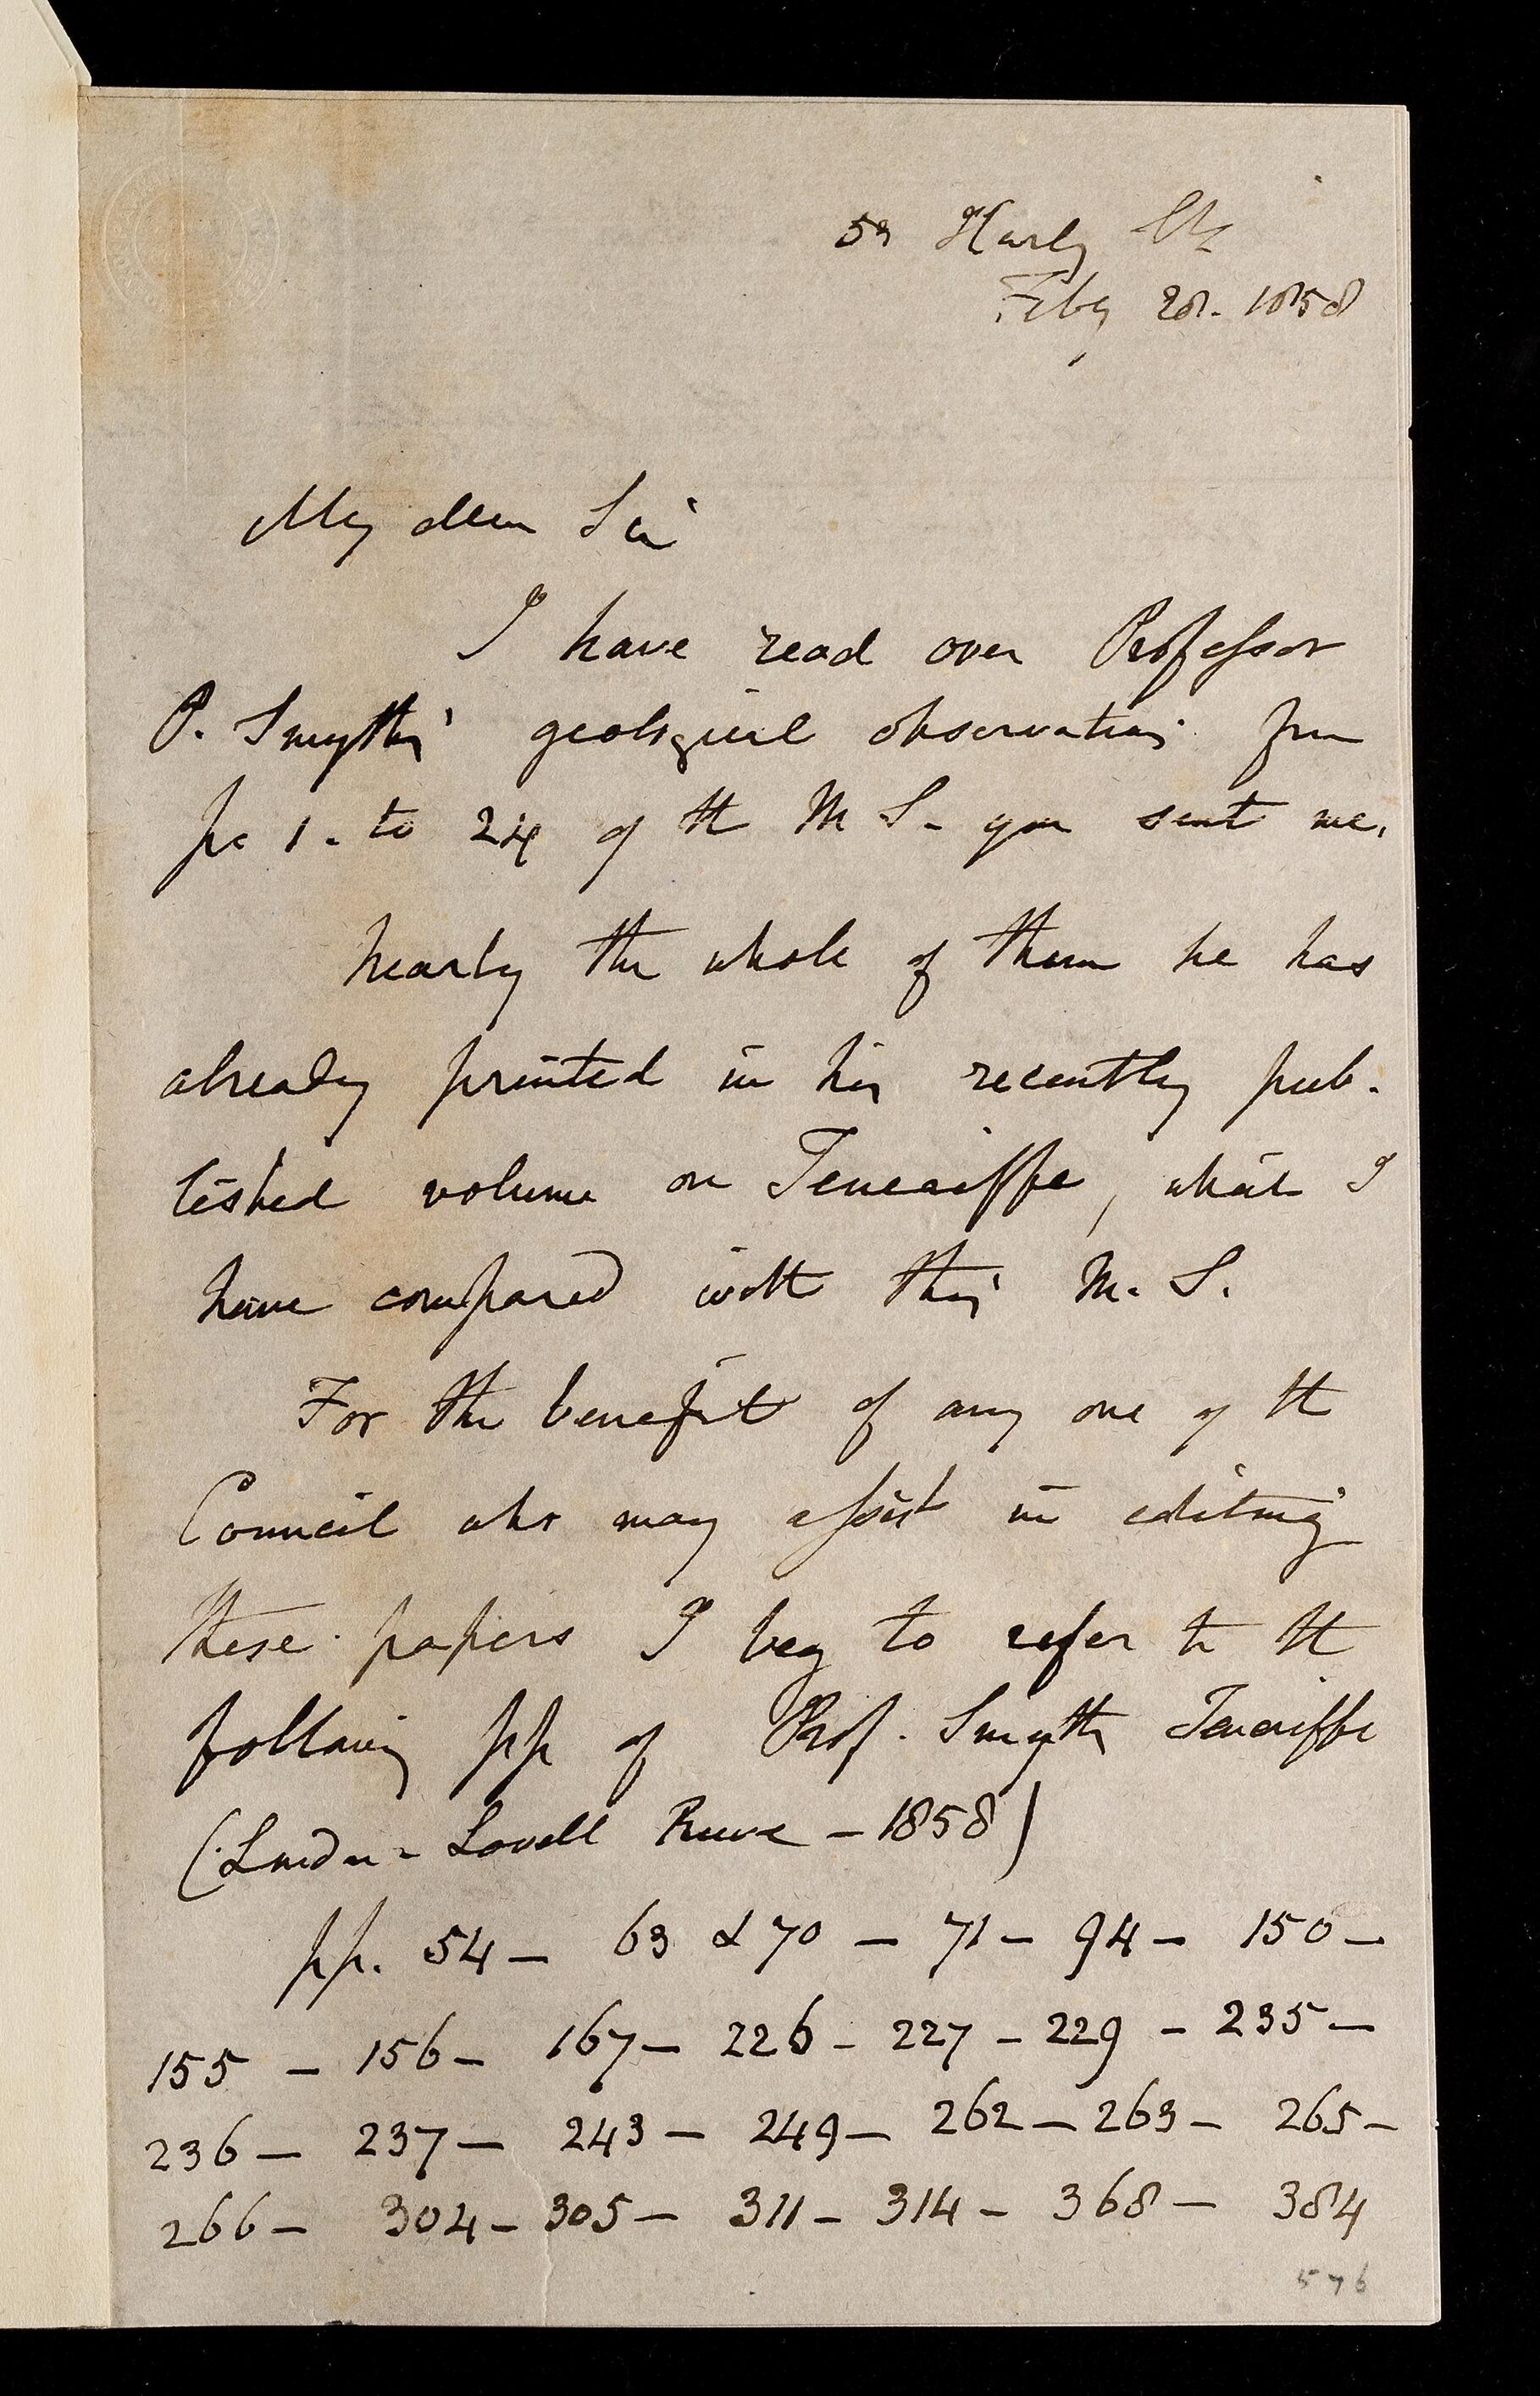 53 Harley St
Feby 28. 1858
My dear Sir
I have read over Professor
P. Smyth's geological observations from
pp 1. to 24 of the M S. you sent me.
Nearly the whole of them he has
already printed in his recently pub-
lished volume on Teneriffe, which I
have compared with this M. S.
For the benefit of any one of the
Council who may assist in editing
these papers I beg to refer to the
following pp of Prof. Smyth's Teneriffe
(London - Lovell Reeve - 1858)
pp. 54 - 63 & 70 - 71 - 94 - 150 -
155 - 156 - 167 - 226 - 227 - 229 - 235 -
236 - 237 - 243 - 249 - 262 - 263 - 265 -
266 - 304 - 305 - 311 - 314 - 368 - 384
576